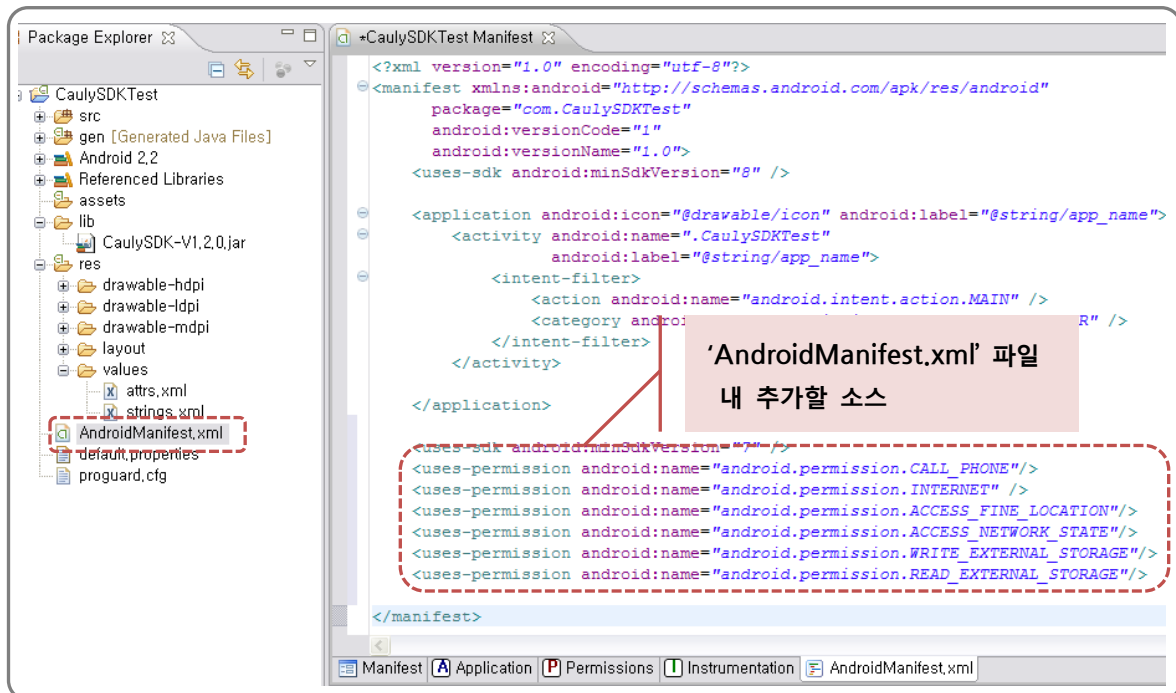 Package Explorer
CaulySDKTest
src
gen [Generated Java Files]
Android 2,2
Referenced Libraries
assets
lib
CaulySDK-V1,2,0,jar
res
drawable-hdpi
drawable-ldpi
drawable-mdpi
layout
values
attrs,xml
strings,xml
AndroidManifest,xml
default,properties
proguard,cfg
*CaulySDKTest Manifest
<?xml version="1.0" encoding="utf-8"?>
<manifest xmlns:android="http://schemas.android.com/apk/res/android"
package="com.CaulySDKTest"
android:versionCode="1"
android:versionName="1.0">
<uses-sdk android:minSdkVersion="8" />
<application android:icon="@drawable/icon" android:label="@string/app_name">
<activity android:name=".CaulySDKTest"
android:label="@string/app_name">
<intent-filter>
<action android:name="android.intent.action.MAIN" />
<category andro R" />
</intent-filter>
</activity>
</application>
'AndroidManifest.xml' 파일
내 추가할 소스
<uses-sdk android:minSdkVersion="7" />
<uses-permission android:name="android.permission.CALL_PHONE"/>
<uses-permission android:name="android.permission.INTERNET" />
<uses-permission android:name="android.permission.ACCESS_FINE_LOCATION"/>
<uses-permission android:name="android.permission.ACCESS_NETWORK_STATE"/>
<uses-permission android:name="android.permission.WRITE_EXTERNAL_STORAGE"/>
<uses-permission android:name="android.permission.READ_EXTERNAL_STORAGE"/>
</manifest>
Manifest
A Application
P Permissions
I Instrumentation
AndroidManifest,xml